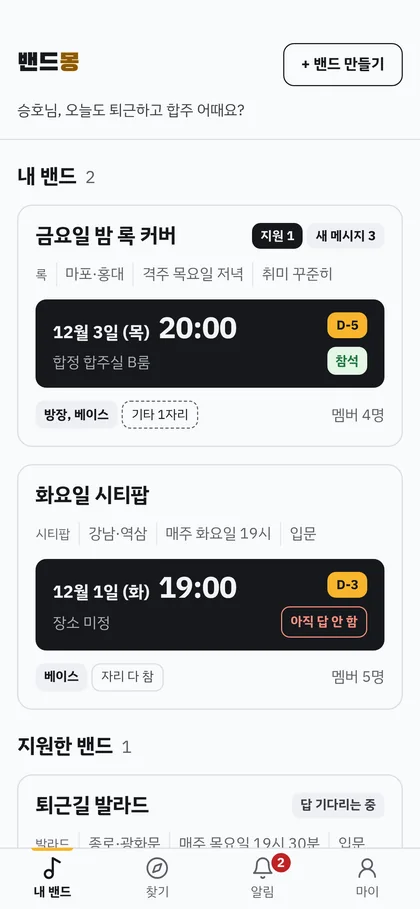 밴드몽
+ 밴드 만들기
승호님, 오늘도 퇴근하고 합주 어때요?
내 밴드 2
금요일 밤 록 커버
지원 1
새 메시지 3
록 마포·홍대 격주 목요일 저녁 취미 꾸준히
12월 3일 (목) 20:00
D-5
합정 합주실 B룸
참석
방장, 베이스
기타 1자리
멤버 4명
화요일 시티팝
시티팝 강남·역삼 매주 화요일 19시 입문
12월 1일 (화) 19:00
D-3
장소 미정
아직 답 안 함
베이스
자리 다 참
멤버 5명
지원한 밴드 1
퇴근길 발라드
답 기다리는 중
발라드 종로·광화문 매주 목요일 19시 30분 입문
2
내 밴드
찾기
알림
마이